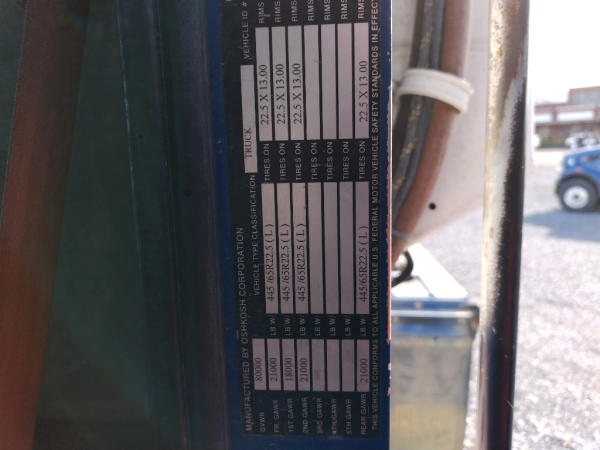 MANUFACTURED BY OSHKOSH CORPORATION VEHICLE ID #
GVWR 80000 VEHICLE TYPE CLASSIFICATION TRUCK
FR. GAWR 21000 LB W 445/65R22.5 ( L ) TIRES ON 22.5 X 13.00 RIMS
1ST GAWR 18000 LB W 445/65R22.5 ( L ) TIRES ON 22.5 X 13.00 RIMS
2ND GAWR 21000 LB W 445/65R22.5 ( L ) TIRES ON 22.5 X 13.00 RIMS
3RD GAWR LB W TIRES ON RIMS
4TH GAWR LB W TIRES ON RIMS
5TH GAWR LB W TIRES ON RIMS
REAR GAWR 21000 LB W 445/65R22.5 ( L ) TIRES ON 22.5 X 13.00 RIMS
THIS VEHICLE CONFORMS TO ALL APPLICABLE U.S. FEDERAL MOTOR VEHICLE SAFETY STANDARDS IN EFFECT